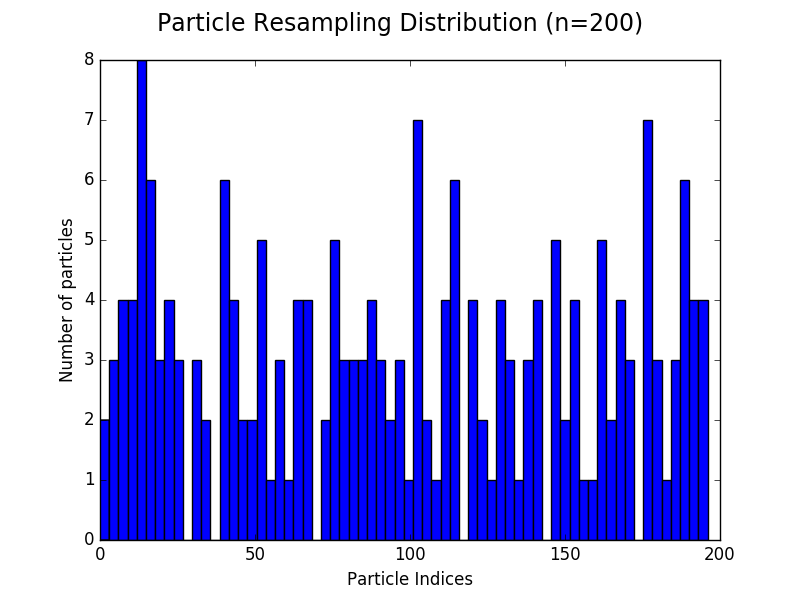 Particle Resampling Distribution (n=200)
8
7
6
5
4
3
2
1
0
Number of particles
0 50 100 150 200
Particle Indices